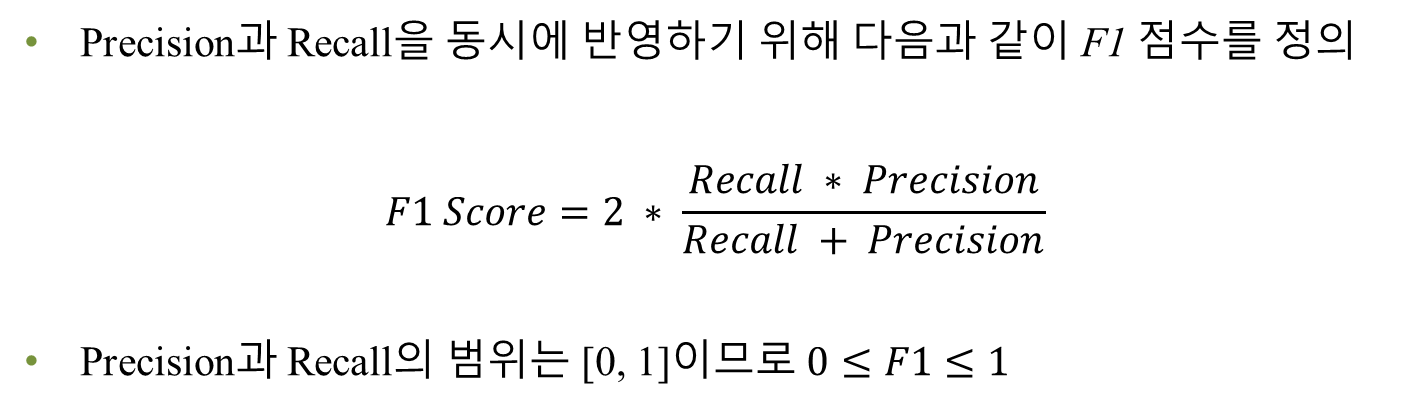 • Precision과 Recall을 동시에 반영하기 위해 다음과 같이 F1 점수를 정의
F1 Score = 2 * (Recall * Precision) / (Recall + Precision)
• Precision과 Recall의 범위는 [0, 1]이므로 0 ≤ F1 ≤ 1